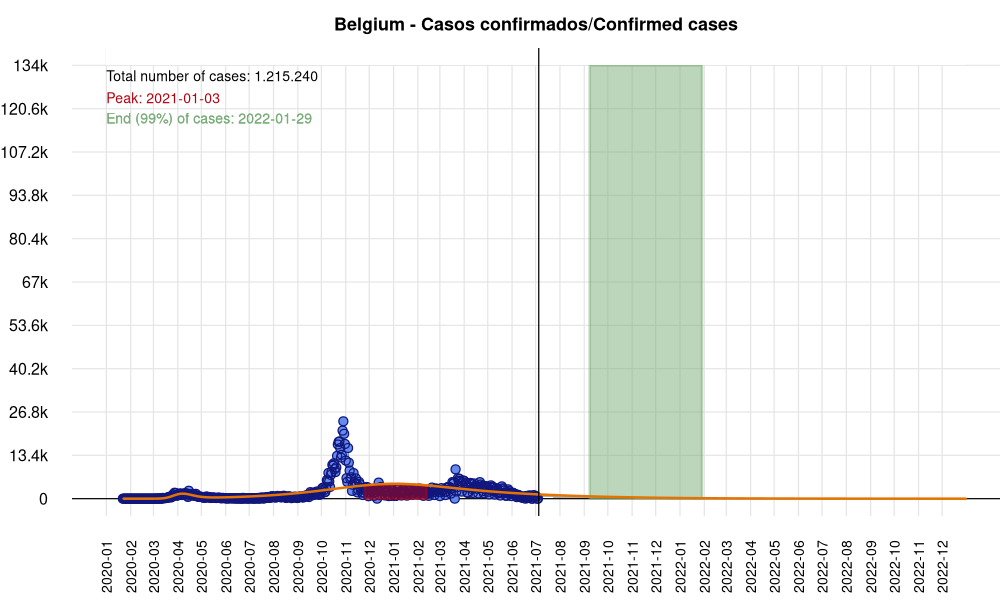 Belgium - Casos confirmados/Confirmed cases
134k
Total number of cases: 1.215.240
Peak: 2021-01-03
End (99%) of cases: 2022-01-29
120.6k
107.2k
93.8k
80.4k
67k
53.6k
40.2k
26.8k
13.4k
0
2020-01
2020-02
2020-03
2020-04
2020-05
2020-06
2020-07
2020-08
2020-09
2020-10
2020-11
2020-12
2021-01
2021-03
2021-04
2021-05
2021-06
2021-07
2021-08
2021-09
2021-10
2021-11
2021-12
2022-01
2022-02
2022-04
2022-05
2022-06
2022-07
2022-08
2022-09
2022-10
2022-11
2022-12